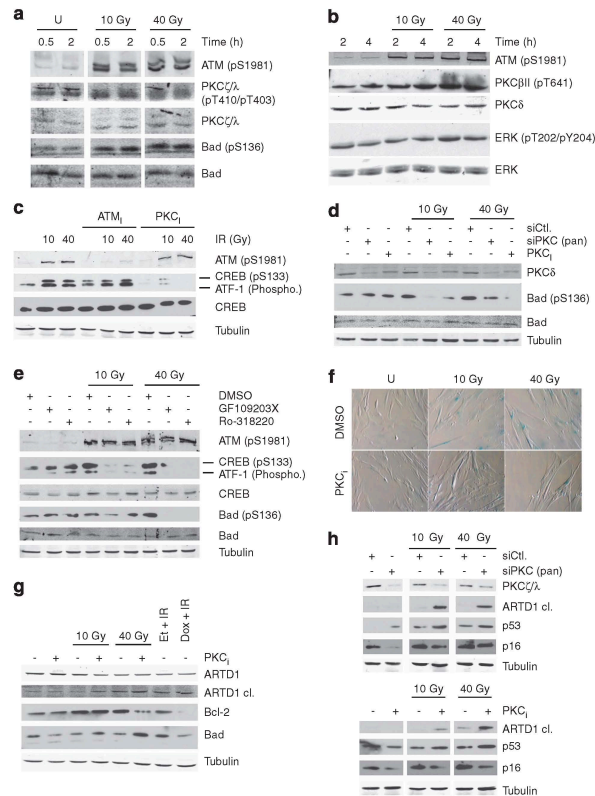 a
U 10 Gy 40 Gy
0.5 2 0.5 2 0.5 2 Time (h)
ATM (pS1981)
PKCζ/λ
(pT410/pT403)
PKCζ/λ
Bad (pS136)
Bad
b
10 Gy 40 Gy
2 4 2 4 2 4 Time (h)
ATM (pS1981)
PKCβII (pT641)
PKCδ
ERK (pT202/pY204)
ERK
c
ATMI PKCI
10 40 10 40 10 40 IR (Gy)
ATM (pS1981)
CREB (pS133)
ATF-1 (Phospho.)
CREB
Tubulin
d
10 Gy 40 Gy
+ - - + - - + - - siCtl.
- + - - + - - + - siPKC (pan)
- - + - - + - - + PKCI
PKCδ
Bad (pS136)
Bad
Tubulin
e
10 Gy 40 Gy
+ - - + - - + - - DMSO
- + - - + - - + - GF109203X
- - + - - + - - + Ro-318220
ATM (pS1981)
CREB (pS133)
ATF-1 (Phospho.)
CREB
Bad (pS136)
Bad
Tubulin
f
U 10 Gy 40 Gy
DMSO
PKCi
g
10 Gy 40 Gy Et + IR Dox + IR
- + - + - + - - PKCi
ARTD1
ARTD1 cl.
Bcl-2
Bad
Tubulin
h
10 Gy 40 Gy
+ - + - + - siCtl.
- + - + - + siPKC (pan)
PKCζ/λ
ARTD1 cl.
p53
p16
Tubulin
10 Gy 40 Gy
- + - + - + PKCi
ARTD1 cl.
p53
p16
Tubulin